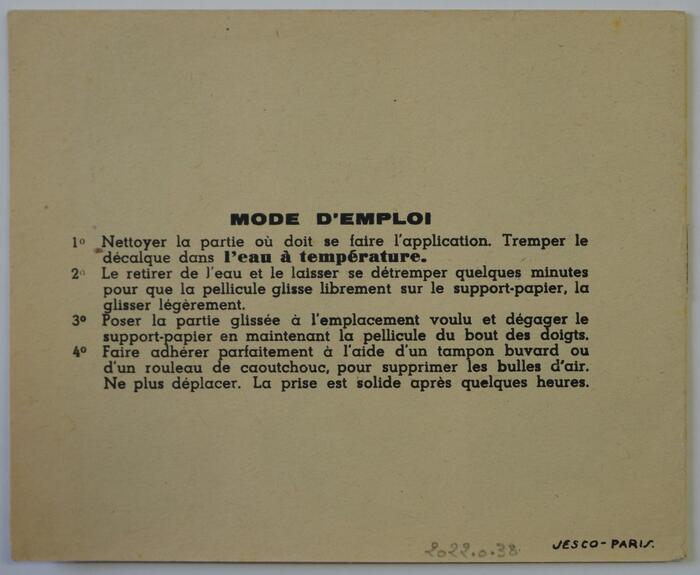 MODE D'EMPLOI
1º Nettoyer la partie où doit se faire l'application. Tremper le
décalque dans l'eau à température.
2º Le retirer de l'eau et le laisser se détremper quelques minutes
pour que la pellicule glisse librement sur le support-papier, la
glisser légèrement.
3º Poser la partie glissée à l'emplacement voulu et dégager le
support-papier en maintenant la pellicule du bout des doigts.
4º Faire adhérer parfaitement à l'aide d'un tampon buvard ou
d'un rouleau de caoutchouc, pour supprimer les bulles d'air.
Ne plus déplacer. La prise est solide après quelques heures.
2022.0.38
JESCO-PARIS.